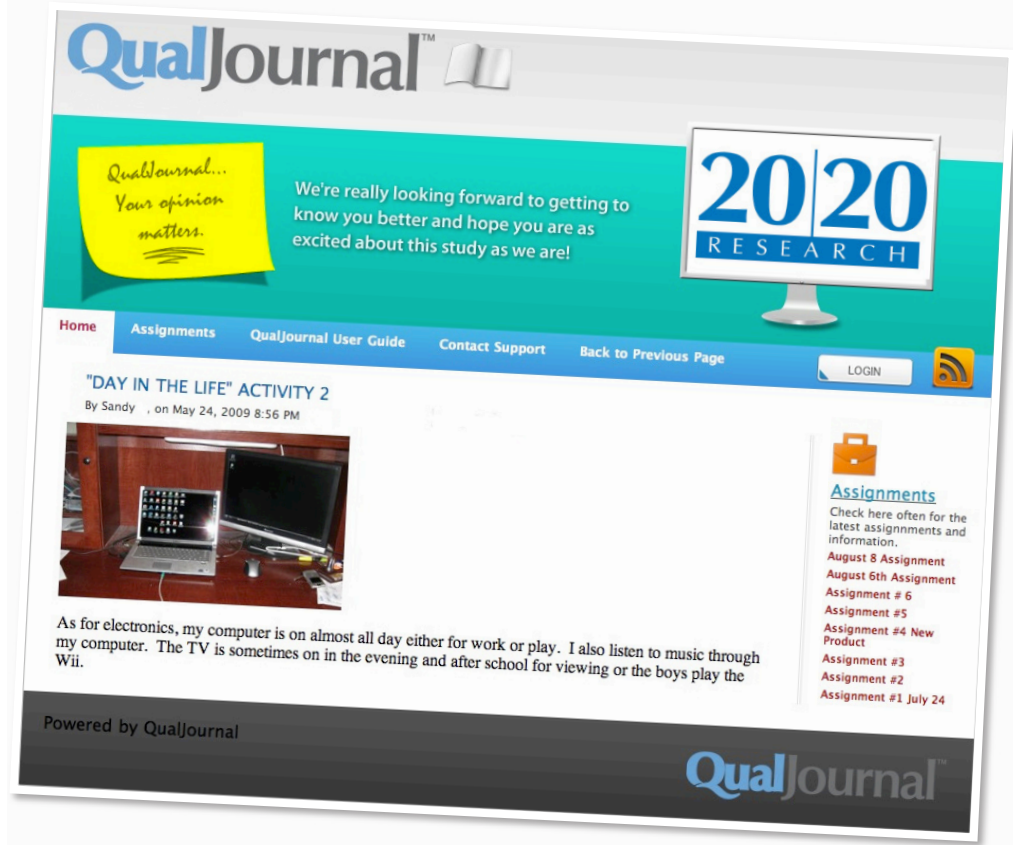 QualJournal™
QualJournal...
Your opinion
matters.
We're really looking forward to getting to
know you better and hope you are as
excited about this study as we are!
20|20
RESEARCH
Home
Assignments
QualJournal User Guide
Contact Support
Back to Previous Page
LOGIN
"DAY IN THE LIFE" ACTIVITY 2
By Sandy , on May 24, 2009 8:56 PM
As for electronics, my computer is on almost all day either for work or play. I also listen to music through
my computer. The TV is sometimes on in the evening and after school for viewing or the boys play the
Wii.
Assignments
Check here often for the
latest assignnments and
information.
August 8 Assignment
August 6th Assignment
Assignment # 6
Assignment #5
Assignment #4 New
Product
Assignment #3
Assignment #2
Assignment #1 July 24
Powered by QualJournal
QualJournal™